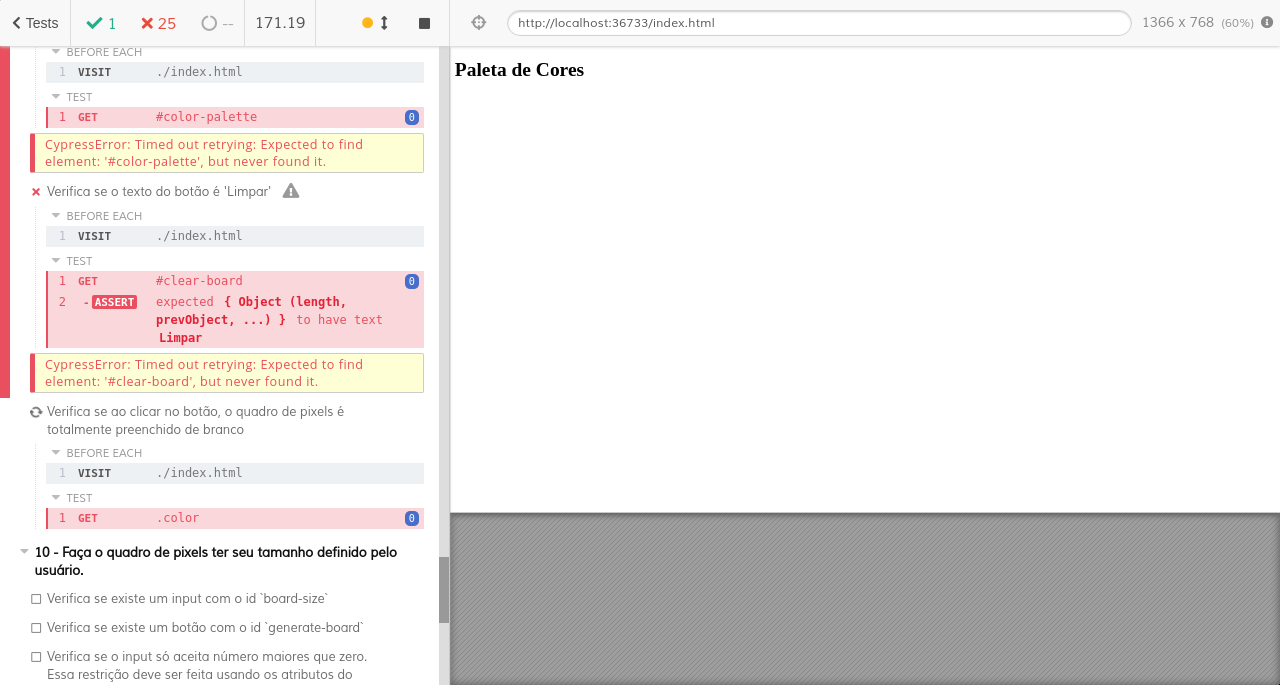 Tests 1 25 -- 171.19 http://localhost:36733/index.html 1366 x 768 (60%)
BEFORE EACH
1 VISIT ./index.html
TEST
1 GET #color-palette 0
CypressError: Timed out retrying: Expected to find
element: '#color-palette', but never found it.
Verifica se o texto do botão é 'Limpar'
BEFORE EACH
1 VISIT ./index.html
TEST
1 GET #clear-board 0
2 -ASSERT expected { Object (length,
prevObject, ...) } to have text
Limpar
CypressError: Timed out retrying: Expected to find
element: '#clear-board', but never found it.
Verifica se ao clicar no botão, o quadro de pixels é
totalmente preenchido de branco
BEFORE EACH
1 VISIT ./index.html
TEST
1 GET .color 0
10 - Faça o quadro de pixels ter seu tamanho definido pelo
usuário.
Verifica se existe um input com o id `board-size`
Verifica se existe um botão com o id `generate-board`
Verifica se o input só aceita número maiores que zero.
Essa restrição deve ser feita usando os atributos do
Paleta de Cores